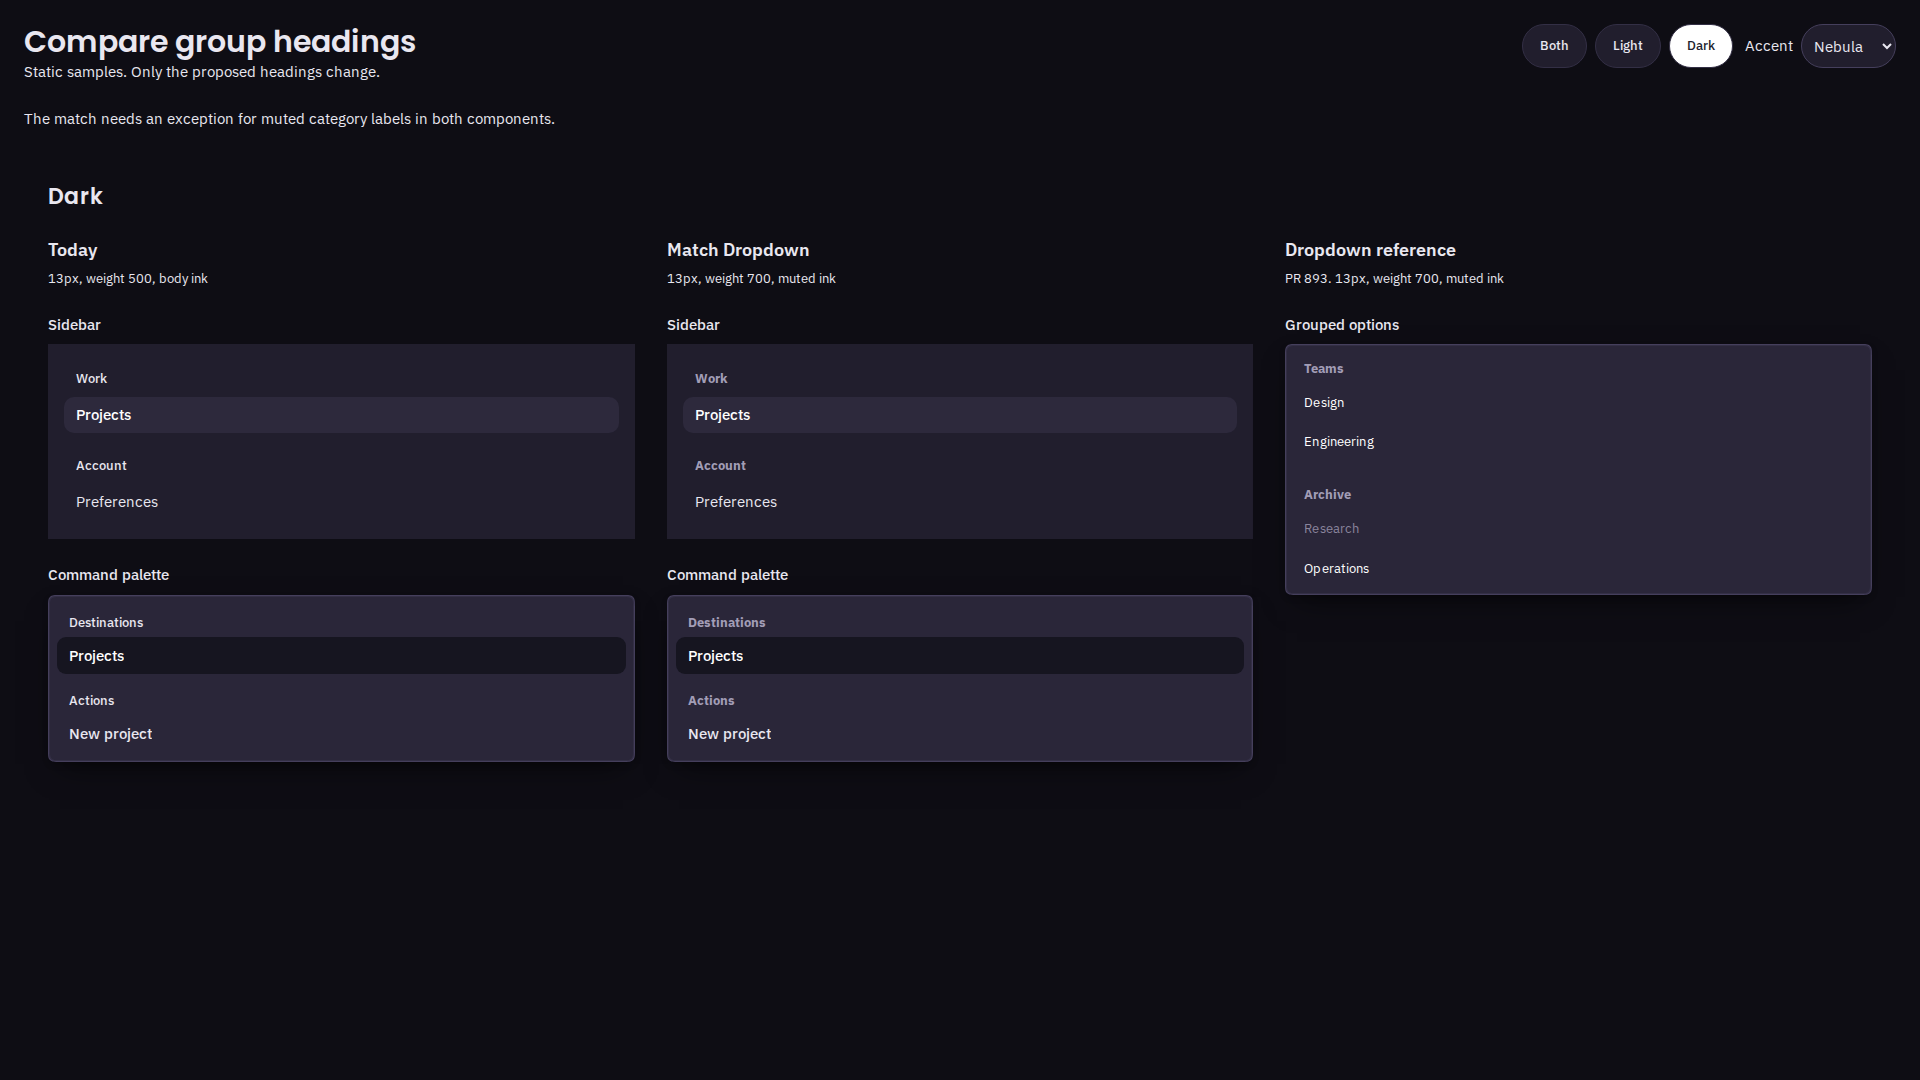 Compare group headings
Static samples. Only the proposed headings change.
Both
Light
Dark
Accent
Nebula
The match needs an exception for muted category labels in both components.
Dark
Today
13px, weight 500, body ink
Sidebar
Work
Projects
Account
Preferences
Command palette
Destinations
Projects
Actions
New project
Match Dropdown
13px, weight 700, muted ink
Sidebar
Work
Projects
Account
Preferences
Command palette
Destinations
Projects
Actions
New project
Dropdown reference
PR 893. 13px, weight 700, muted ink
Grouped options
Teams
Design
Engineering
Archive
Research
Operations